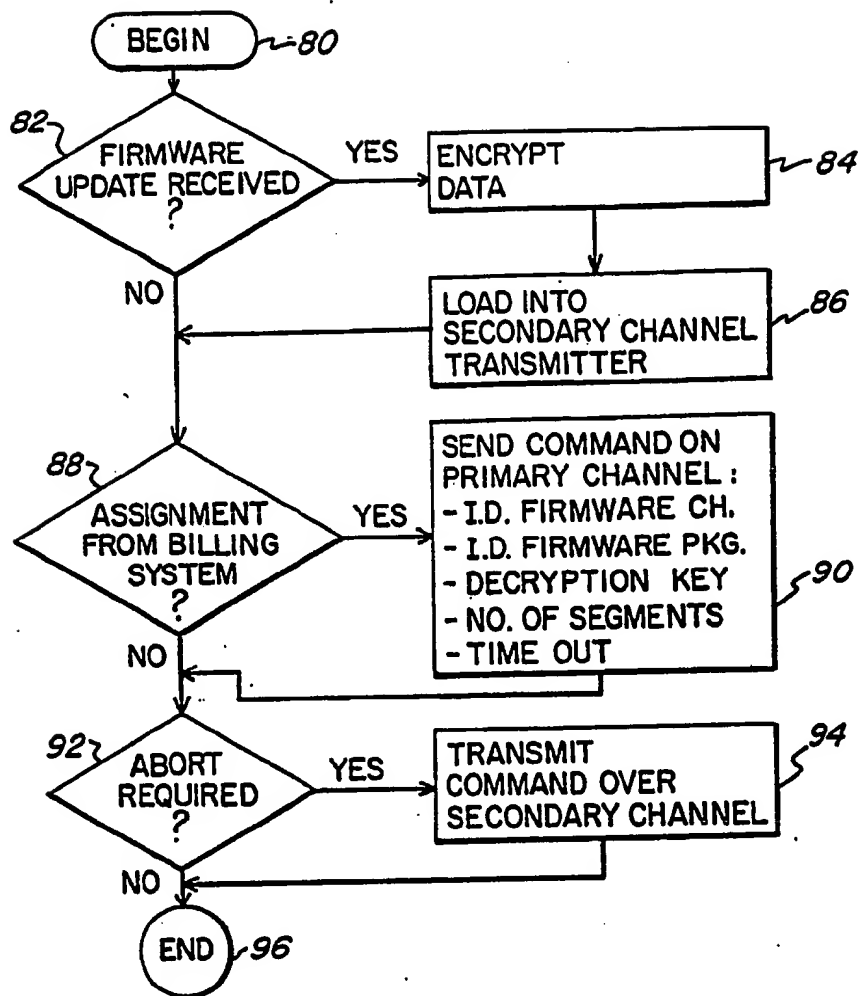 BEGIN
80
82
FIRMWARE
UPDATE RECEIVED
?
YES
NO
ENCRYPT
DATA
84
LOAD INTO
SECONDARY CHANNEL
TRANSMITTER
86
88
ASSIGNMENT
FROM BILLING
SYSTEM
?
YES
NO
SEND COMMAND ON
PRIMARY CHANNEL:
- I.D. FIRMWARE CH.
- I.D. FIRMWARE PKG.
- DECRYPTION KEY
- NO. OF SEGMENTS
- TIME OUT
90
92
ABORT
REQUIRED
?
YES
NO
TRANSMIT
COMMAND OVER
SECONDARY CHANNEL
94
END
96